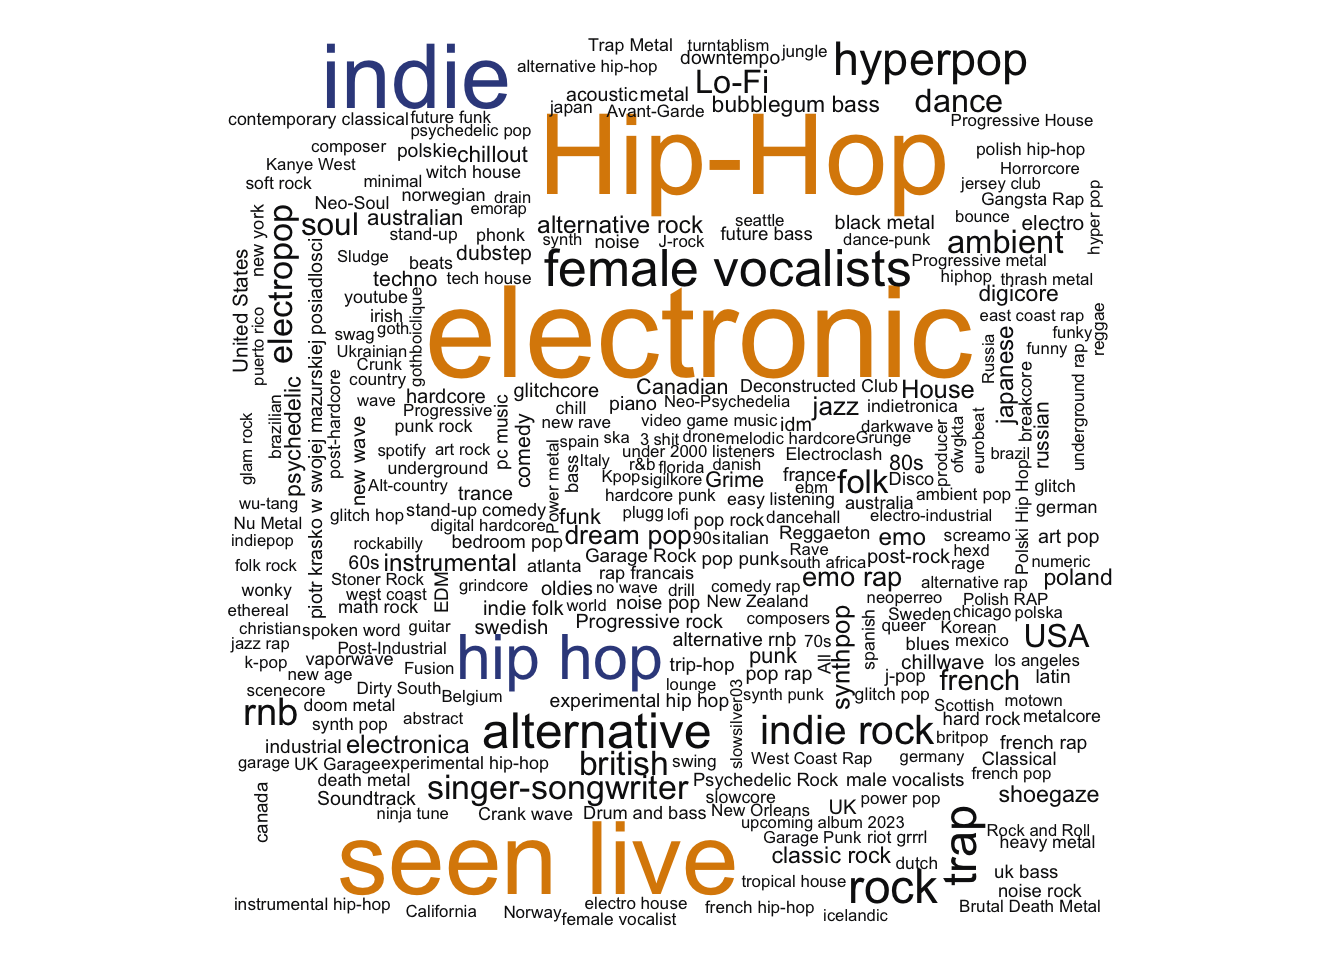 indie
Trap Metal
turntablism
jungle
hyperpop
alternative hip-hop
downtempo
Lo-Fi
acoustic
metal
bubblegum bass
dance
japan
Avant-Garde
contemporary classical
future funk
Progressive House
psychedelic pop
Hip-Hop
composer
polskie
chillout
polish hip-hop
Kanye West
witch house
Horrorcore
soft rock
minimal
jersey club
norwegian
drain
Gangsta Rap
hyper pop
Neo-Soul
emorap
new york
electropop
soul
australian
alternative rock
seattle
black metal
bounce
electro
stand-up
phonk
synth
noise
J-rock
future bass
dance-punk
ambient
United States
piotr krasko w swojej mazurskiej posiadlosci
Sludge
beats
dubstep
female vocalists
Progressive metal
techno
tech house
hiphop
thrash metal
youtube
gothboiclique
electronic
digicore
puerto rico
irish
east coast rap
reggae
swag
goth
Russia
japanese
funky
Ukrainian
funny
Crunk
underground rap
country
psychedelic
post-hardcore
glitchcore
Canadian
Deconstructed Club
House
breakcore
brazilian
wave
hardcore
chill
piano
Neo-Psychedelia
jazz
indietronica
glam rock
Progressive
pc music
new rave
video game music
idm
darkwave
producer
ofwgkta
eurobeat
russian
punk rock
comedy
new wave
spain
ska
3 shit
drone
melodic hardcore
Grunge
spotify
art rock
Power metal
bass
Italy
under 2000 listeners
Electroclash
80s
brazil
underground
r&b
florida
danish
Alt-country
Kpop
sigilkore
Grime
france
folk
Disco
Polski Hip Hop
glitch
wu-tang
trance
hardcore punk
easy listening
ebm
australia
ambient pop
german
Nu Metal
glitch hop
stand-up comedy
funk
plugg
lofi
pop rock
dancehall
electro-industrial
digital hardcore
indiepop
rockabilly
bedroom pop
dream pop
90s
italian
Reggaeton
emo
screamo
art pop
folk rock
60s
instrumental
atlanta
Garage Rock
pop punk
Rave
south africa
post-rock
hexd
rage
numeric
Stoner Rock
EDM
grindcore
oldies
rap francais
emo rap
alternative rap
poland
wonky
west coast
no wave
drill
comedy rap
neoperreo
Polish RAP
ethereal
math rock
indie folk
world
noise pop
New Zealand
Sweden
chicago
polska
christian
spoken word
guitar
swedish
Progressive rock
composers
synthpop
spanish
queer
Korean
USA
jazz rap
Post-Industrial
hip hop
alternative rnb
70s
All
blues
mexico
k-pop
vaporwave
Fusion
trip-hop
punk
chillwave
los angeles
new age
pop rap
j-pop
french
latin
scenecore
Dirty South
Belgium
lounge
synth punk
glitch pop
rnb
doom metal
experimental hip hop
slowsilver03
Scottish
motown
synth pop
abstract
alternative
indie rock
hard rock
metalcore
industrial
electronica
britpop
french rap
garage
UK Garage
experimental hip-hop
british
swing
West Coast Rap
germany
Classical
death metal
singer-songwriter
Psychedelic Rock
male vocalists
french pop
canada
Soundtrack
slowcore
UK
power pop
shoegaze
ninja tune
Crank wave
Drum and bass
New Orleans
trap
seen live
upcoming album 2023
Rock and Roll
Garage Punk
riot grrrl
heavy metal
classic rock
dutch
uk bass
tropical house
rock
noise rock
instrumental hip-hop
California
Norway
electro house
female vocalist
french hip-hop
icelandic
Brutal Death Metal